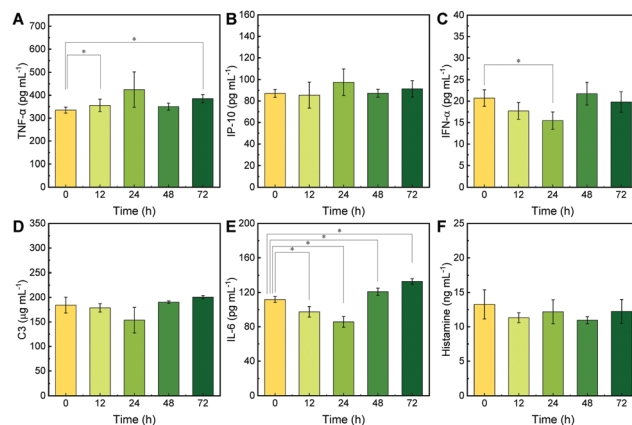 A
700
600
500
400
300
200
100
0
TNF-α (pg mL⁻¹)
* *
0 12 24 48 72
Time (h)
B
160
140
120
100
80
60
40
20
0
IP-10 (pg mL⁻¹)
0 12 24 48 72
Time (h)
C
35
30
25
20
15
10
5
0
IFN-α (pg mL⁻¹)
*
0 12 24 48 72
Time (h)
D
350
300
250
200
150
100
50
0
C3 (μg mL⁻¹)
0 12 24 48 72
Time (h)
E
200
160
120
80
40
0
IL-6 (pg mL⁻¹)
* * * *
0 12 24 48 72
Time (h)
F
25
20
15
10
5
0
Histamine (ng mL⁻¹)
0 12 24 48 72
Time (h)